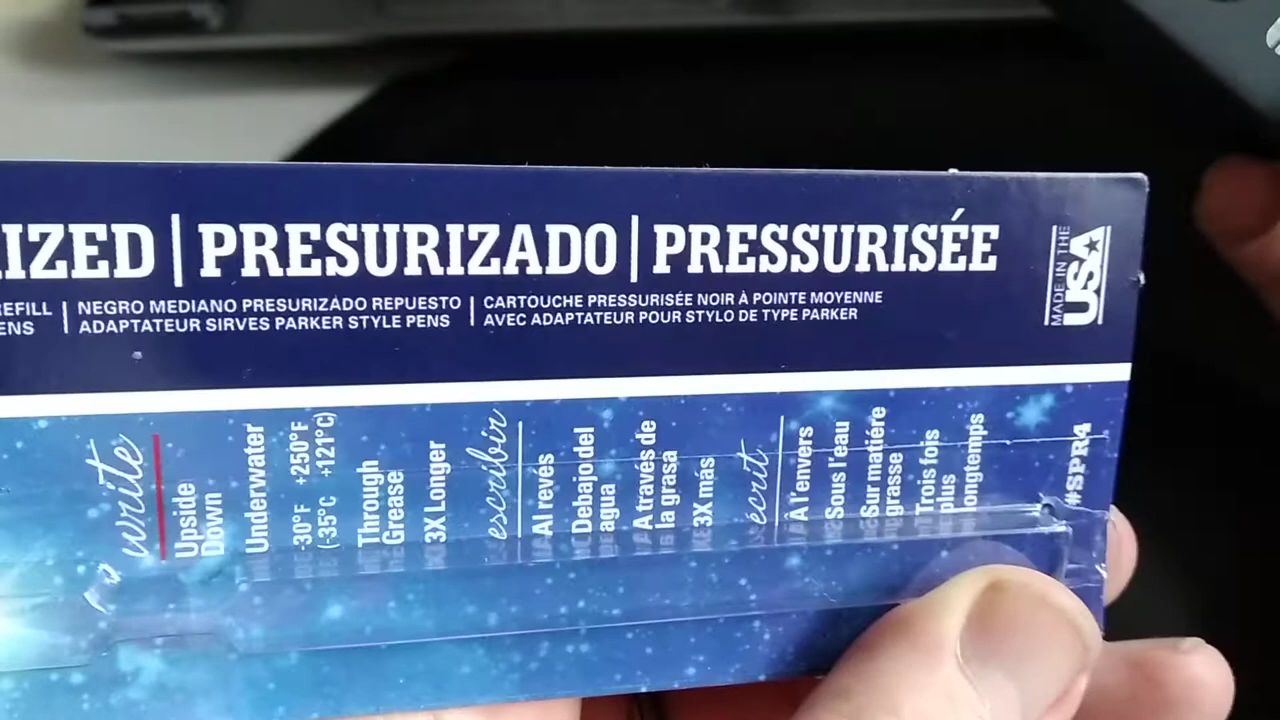 IZED | PRESURIZADO | PRESSURISÉE
REFILL
ENS
NEGRO MEDIANO PRESURIZADO REPUESTO
ADAPTATEUR SIRVES PARKER STYLE PENS
CARTOUCHE PRESSURISÉE NOIR À POINTE MOYENNE
AVEC ADAPTATEUR POUR STYLO DE TYPE PARKER
MADE IN THE
USA
write
Upside
Down
Underwater
-30°F +250°F
(-35°C +121°C)
Through
Grease
3X Longer
escribir
Al revés
Debajo del
agua
A través de
la grasa
3X más
écrit
À l'envers
Sous l'eau
Sur matière
grasse
Trois fois
plus
longtemps
#SPR4